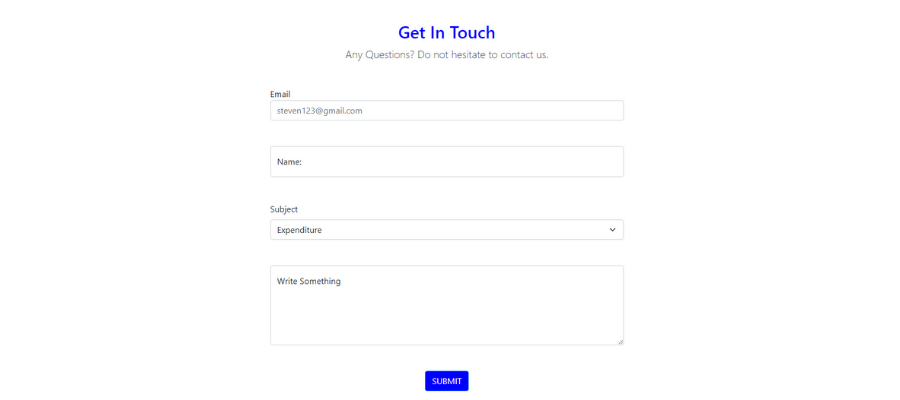 Get In Touch
Any Questions? Do not hesitate to contact us.
Email
steven123@gmail.com
Name:
Subject
Expenditure
Write Something
SUBMIT